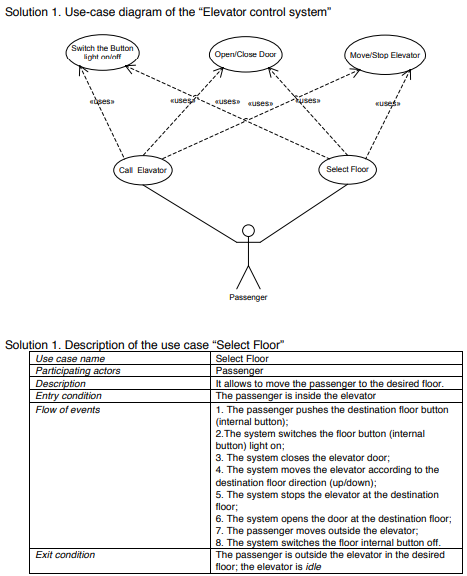 Solution 1. Use-case diagram of the “Elevator control system”
Switch the Button
light on/off
Open/Close Door
Move/Stop Elevator
«uses»
«uses»
«uses»
«uses»
«uses»
«uses»
Call Elavator
Select Floor
Passenger
Solution 1. Description of the use case “Select Floor”
Use case name
Select Floor
Participating actors
Passenger
Description
It allows to move the passenger to the desired floor.
Entry condition
The passenger is inside the elevator
Flow of events
1. The passenger pushes the destination floor button
(internal button);
2.The system switches the floor button (internal
button) light on;
3. The system closes the elevator door;
4. The system moves the elevator according to the
destination floor direction (up/down);
5. The system stops the elevator at the destination
floor;
6. The system opens the door at the destination floor;
7. The passenger moves outside the elevator;
8. The system switches the floor internal button off.
Exit condition
The passenger is outside the elevator in the desired
floor; the elevator is idle